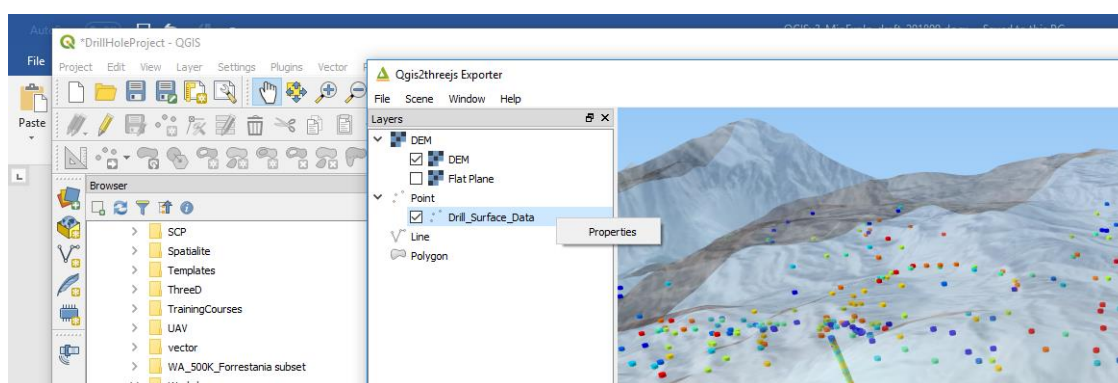 File
Paste
*DrillHoleProject - QGIS
Project Edit View Layer Settings Plugins Vector
Browser
SCP
Spatialite
Templates
ThreeD
TrainingCourses
UAV
vector
WA_500K_Forrestania subset
Qgis2threejs Exporter
File Scene Window Help
Layers
DEM
DEM
Flat Plane
Point
Drill_Surface_Data
Line
Polygon
Properties